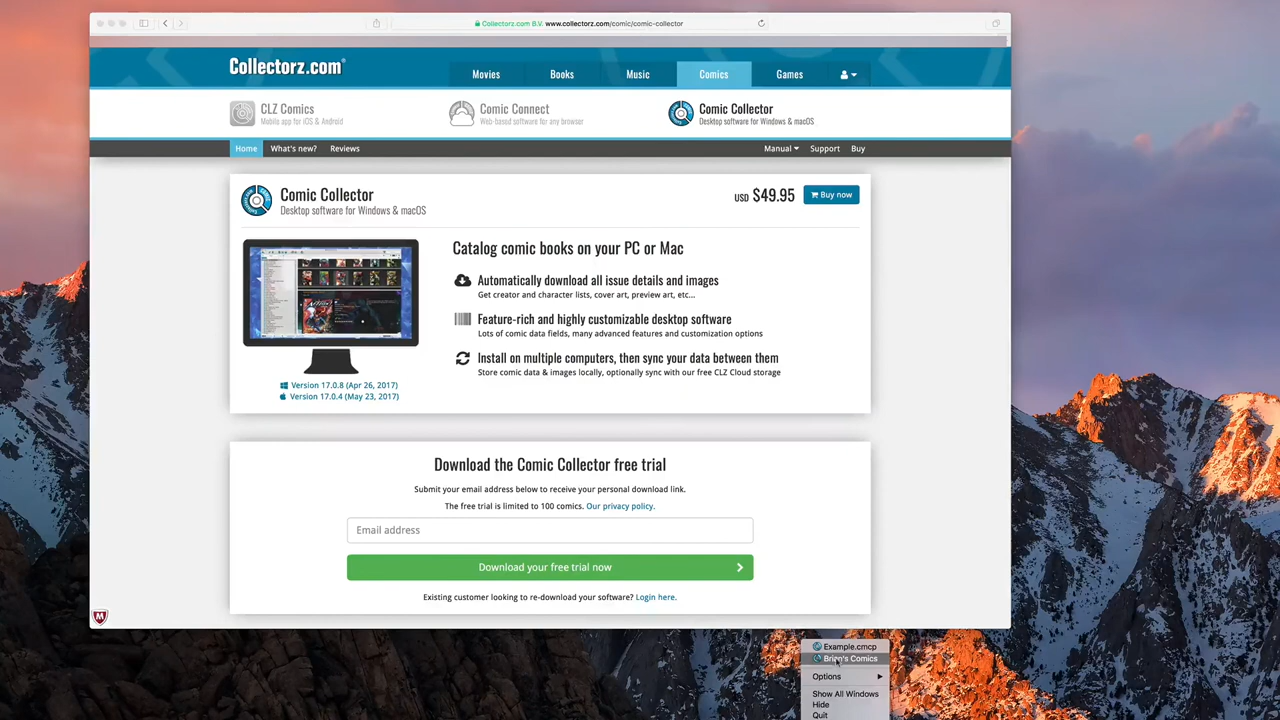 Collectorz.com B.V. www.collectorz.com/comic/comic-collector
Collectorz.com®
Movies
Books
Music
Comics
Games
CLZ Comics
Mobile app for iOS & Android
Comic Connect
Web-based software for any browser
Comic Collector
Desktop software for Windows & macOS
Home
What's new?
Reviews
Manual
Support
Buy
Comic Collector
Desktop software for Windows & macOS
USD $49.95
Buy now
Catalog comic books on your PC or Mac
Automatically download all issue details and images
Get creator and character lists, cover art, preview art, etc...
Feature-rich and highly customizable desktop software
Lots of comic data fields, many advanced features and customization options
Install on multiple computers, then sync your data between them
Store comic data & images locally, optionally sync with our free CLZ Cloud storage
Version 17.0.8 (Apr 26, 2017)
Version 17.0.4 (May 23, 2017)
Download the Comic Collector free trial
Submit your email address below to receive your personal download link.
The free trial is limited to 100 comics. Our privacy policy.
Email address
Download your free trial now
Existing customer looking to re-download your software? Login here.
Example.cmcp
Brian's Comics
Options
Show All Windows
Hide
Quit